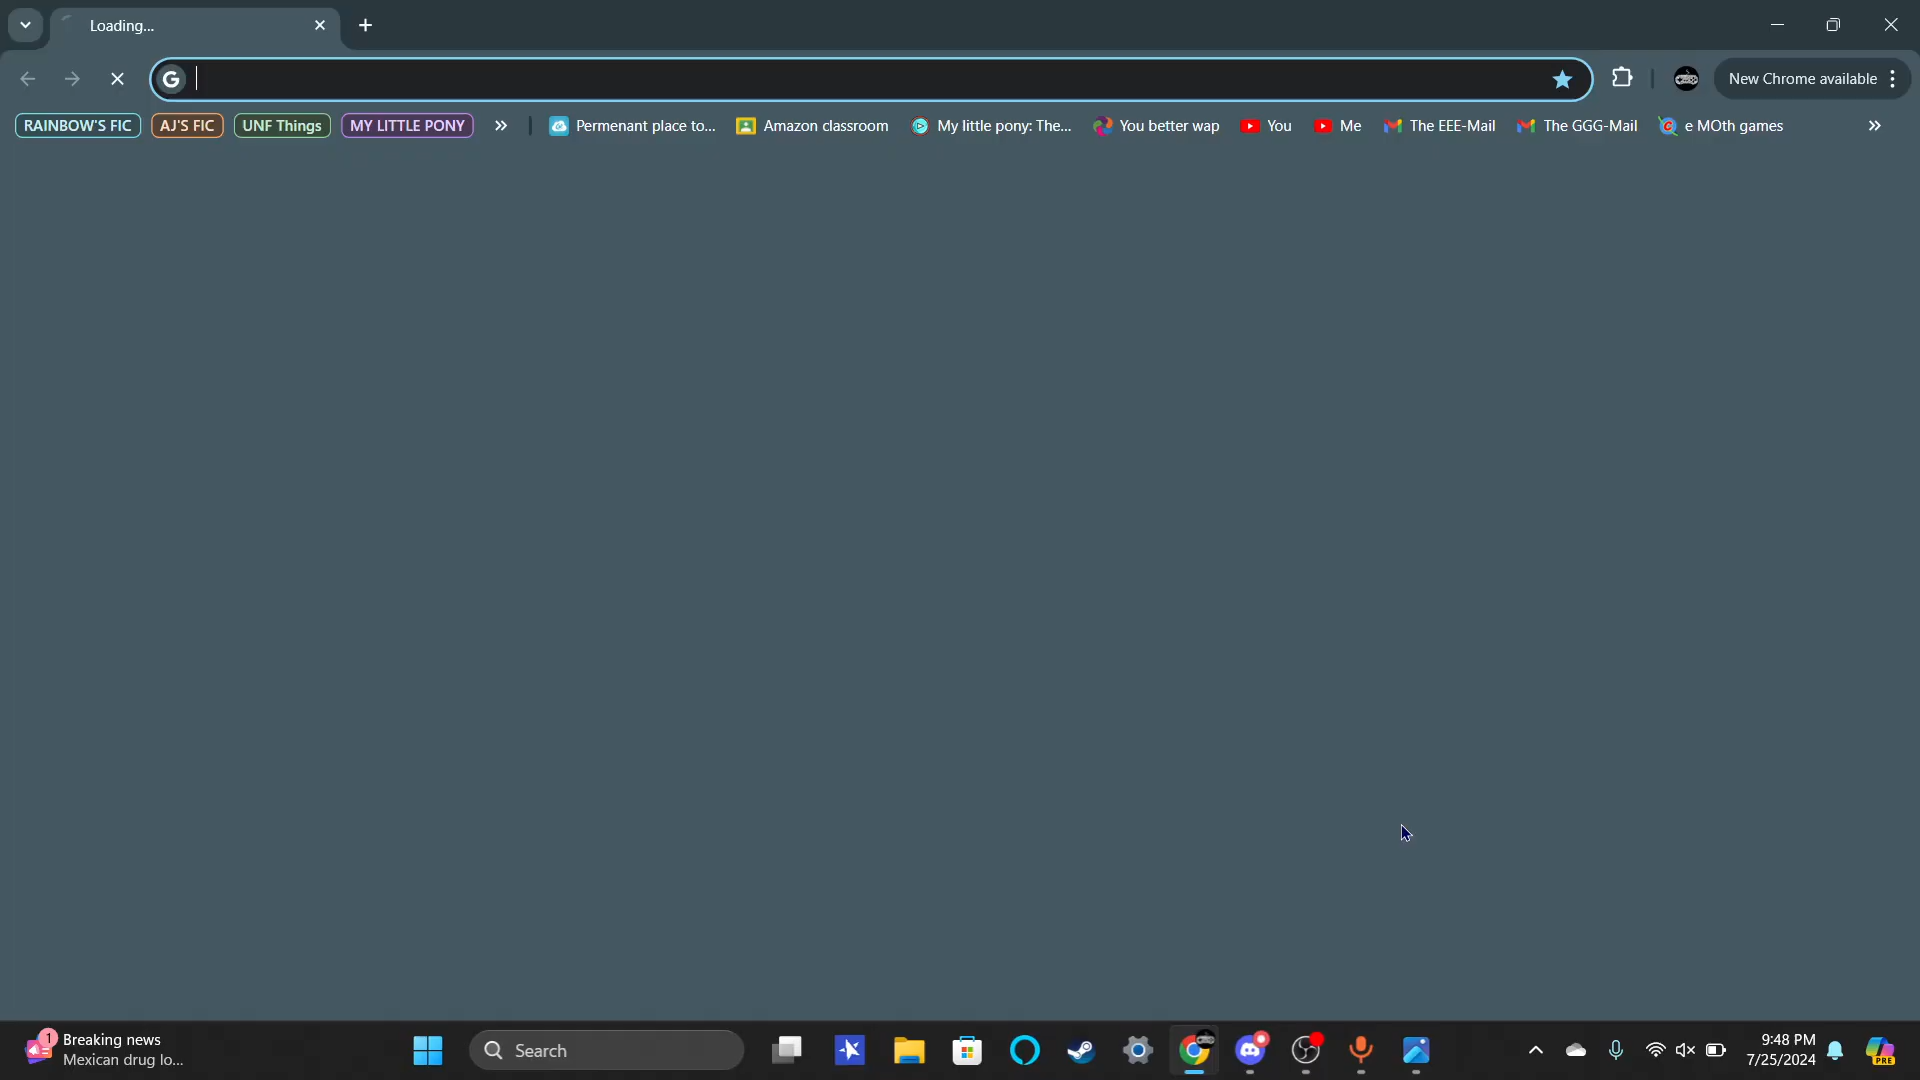 Loading...
New Chrome available
RAINBOW'S FIC AJ'S FIC UNF Things MY LITTLE PONY Permenant place to... Amazon classroom My little pony: The... You better wap You Me The EEE-Mail The GGG-Mail e MOth games
Breaking news
Mexican drug lo...
1
Search
PRE
9:48 PM
7/25/2024